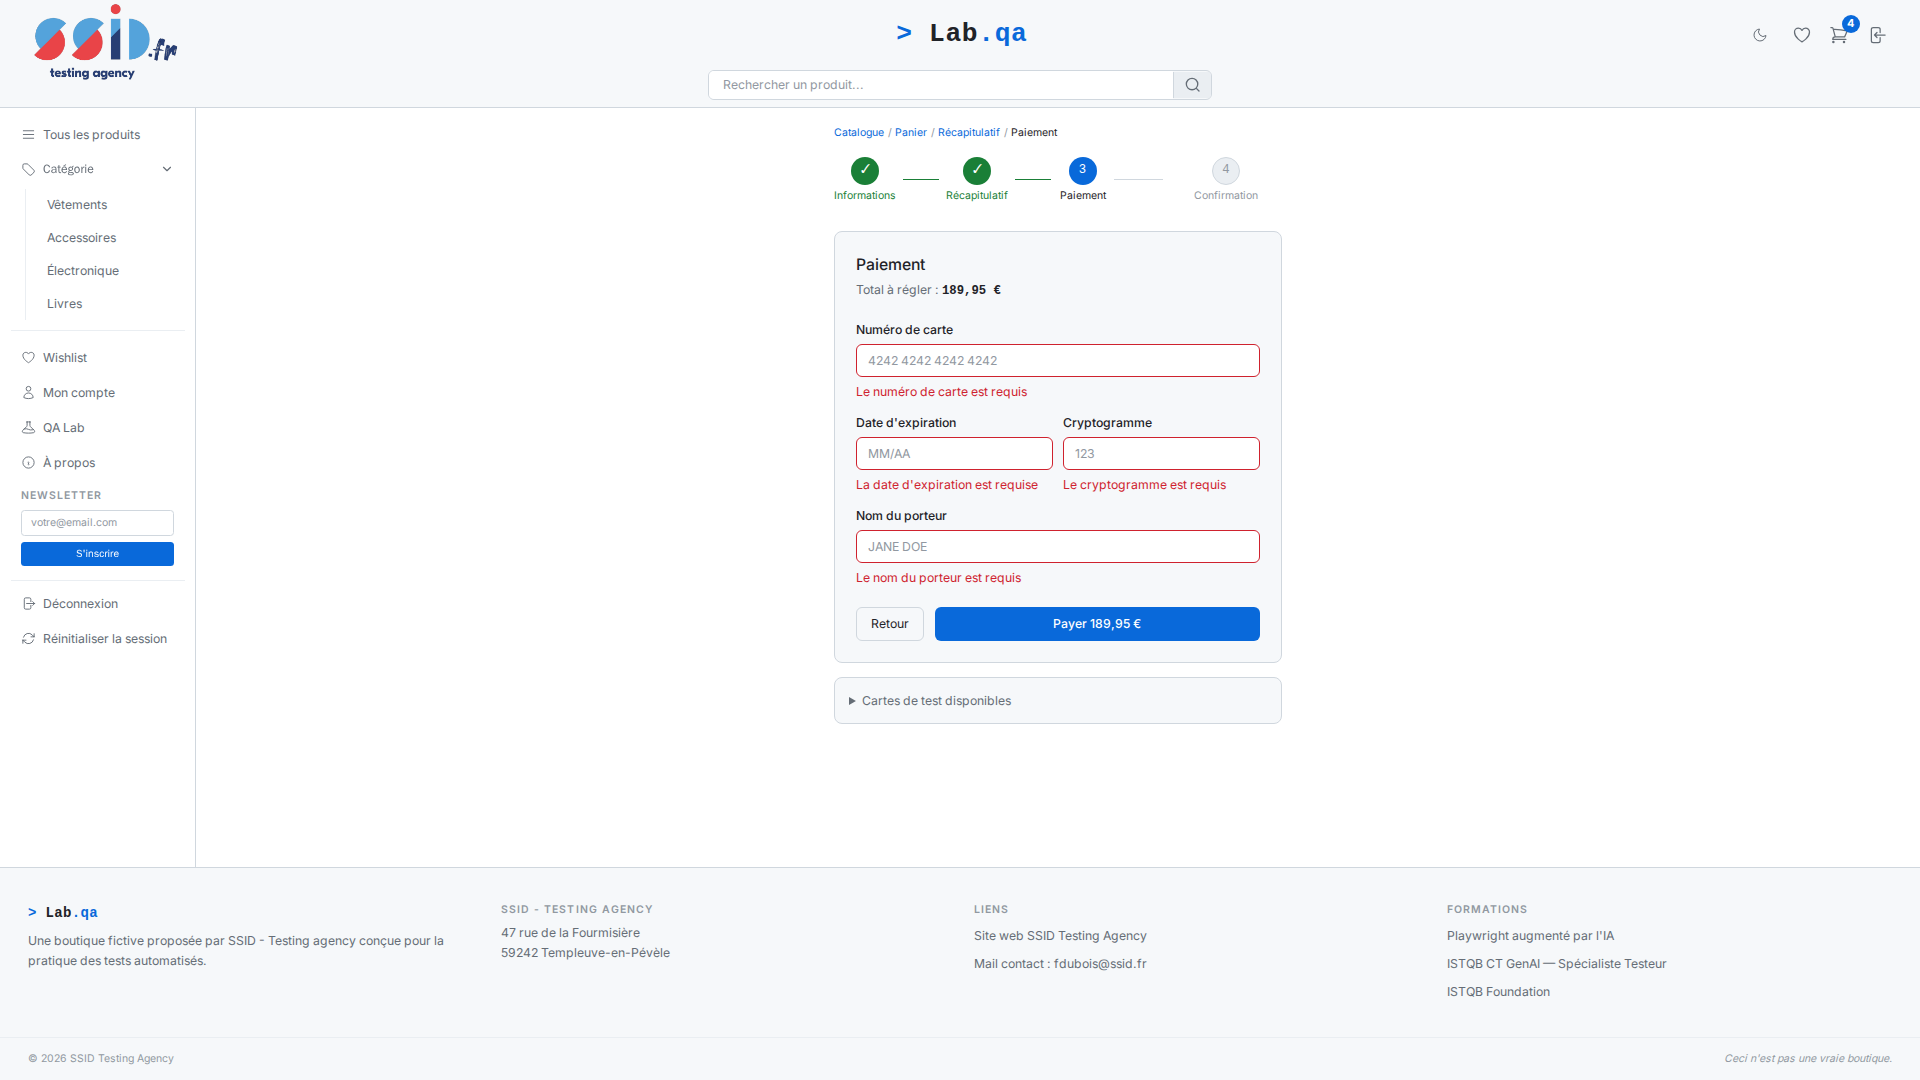 ssiD.fr
testing agency
> Lab.qa
4
Rechercher un produit...
Tous les produits
Catégorie
Vêtements
Accessoires
Électronique
Livres
Wishlist
Mon compte
QA Lab
À propos
NEWSLETTER
votre@email.com
S'inscrire
Déconnexion
Réinitialiser la session
Catalogue / Panier / Récapitulatif / Paiement
✓ ✓ 3 4
Informations Récapitulatif Paiement Confirmation
Paiement
Total à régler : 189,95 €
Numéro de carte
4242 4242 4242 4242
Le numéro de carte est requis
Date d'expiration Cryptogramme
MM/AA 123
La date d'expiration est requise Le cryptogramme est requis
Nom du porteur
JANE DOE
Le nom du porteur est requis
Retour Payer 189,95 €
Cartes de test disponibles
> Lab.qa
Une boutique fictive proposée par SSID - Testing agency conçue pour la
pratique des tests automatisés.
SSID - TESTING AGENCY
47 rue de la Fourmisière
59242 Templeuve-en-Pévèle
LIENS
Site web SSID Testing Agency
Mail contact : fdubois@ssid.fr
FORMATIONS
Playwright augmenté par l'IA
ISTQB CT GenAI — Spécialiste Testeur
ISTQB Foundation
© 2026 SSID Testing Agency
Ceci n'est pas une vraie boutique.